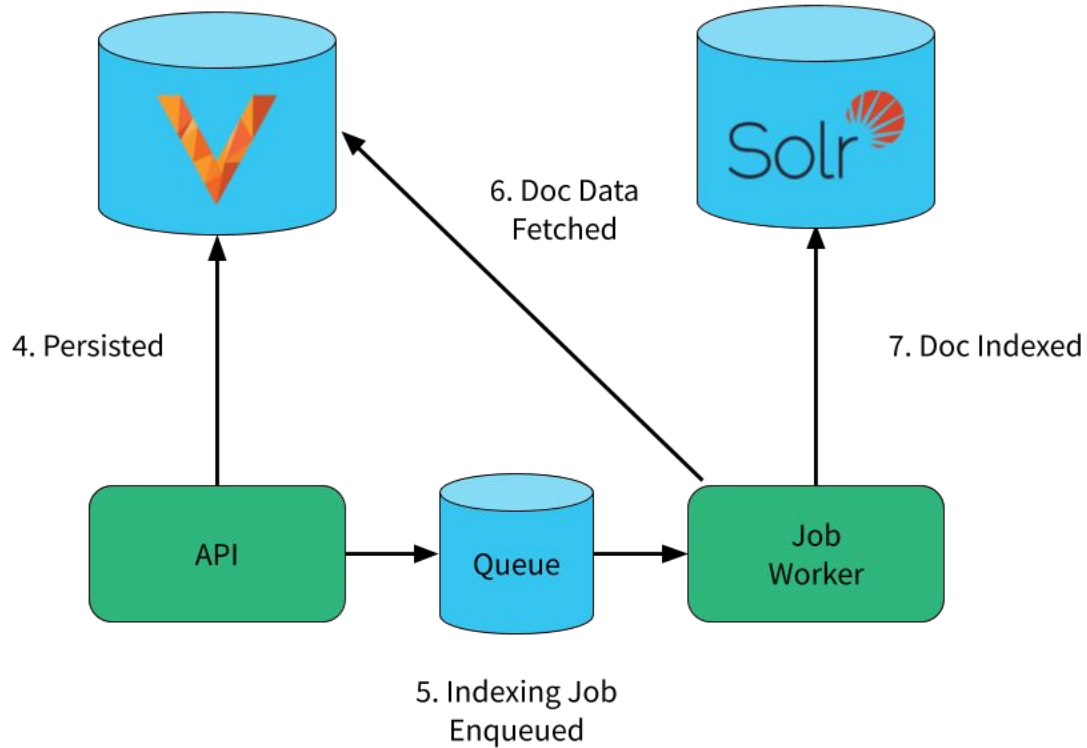 V
Solr
6. Doc Data
Fetched
4. Persisted
7. Doc Indexed
API
Queue
Job
Worker
5. Indexing Job
Enqueued